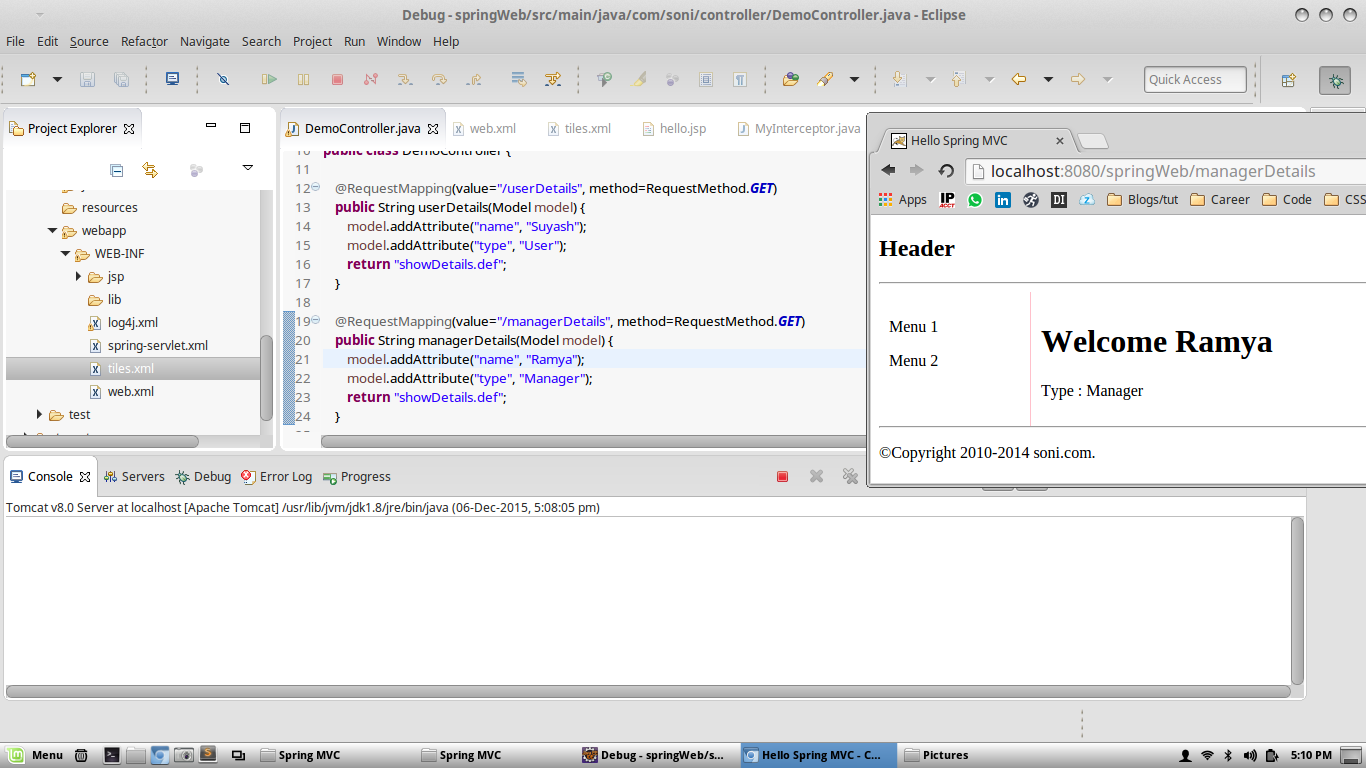 Debug - springWeb/src/main/java/com/soni/controller/DemoController.java - Eclipse
File Edit Source Refactor Navigate Search Project Run Window Help
Quick Access
Project Explorer
resources
webapp
WEB-INF
jsp
lib
log4j.xml
spring-servlet.xml
tiles.xml
web.xml
test
DemoController.java web.xml tiles.xml hello.jsp MyInterceptor.java
10 public class DemoController {
11
12 @RequestMapping(value="/userDetails", method=RequestMethod.GET)
13 public String userDetails(Model model) {
14 model.addAttribute("name", "Suyash");
15 model.addAttribute("type", "User");
16 return "showDetails.def";
17 }
18
19 @RequestMapping(value="/managerDetails", method=RequestMethod.GET)
20 public String managerDetails(Model model) {
21 model.addAttribute("name", "Ramya");
22 model.addAttribute("type", "Manager");
23 return "showDetails.def";
24 }
Hello Spring MVC
localhost:8080/springWeb/managerDetails
Apps IP ACCT in DI Z Blogs/tut Career Code CSS
Header
Menu 1
Menu 2
Welcome Ramya
Type : Manager
©Copyright 2010-2014 soni.com.
Console Servers Debug Error Log Progress
Tomcat v8.0 Server at localhost [Apache Tomcat] /usr/lib/jvm/jdk1.8/jre/bin/java (06-Dec-2015, 5:08:05 pm)
Menu Spring MVC Spring MVC Debug - springWeb/s... Hello Spring MVC - C... Pictures 5:10 PM